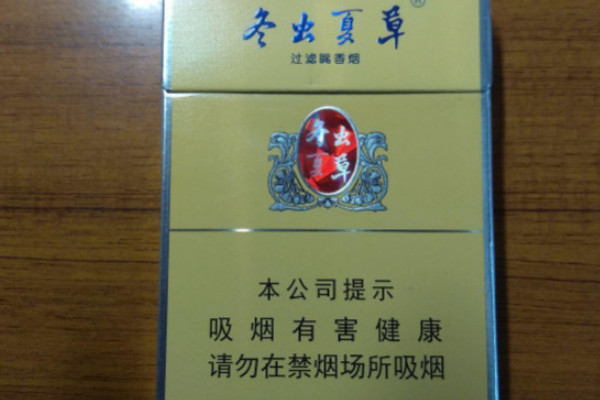 冬虫夏草®
过滤嘴香烟
冬虫
夏草
本公司提示
吸烟有害健康
请勿在禁烟场所吸烟